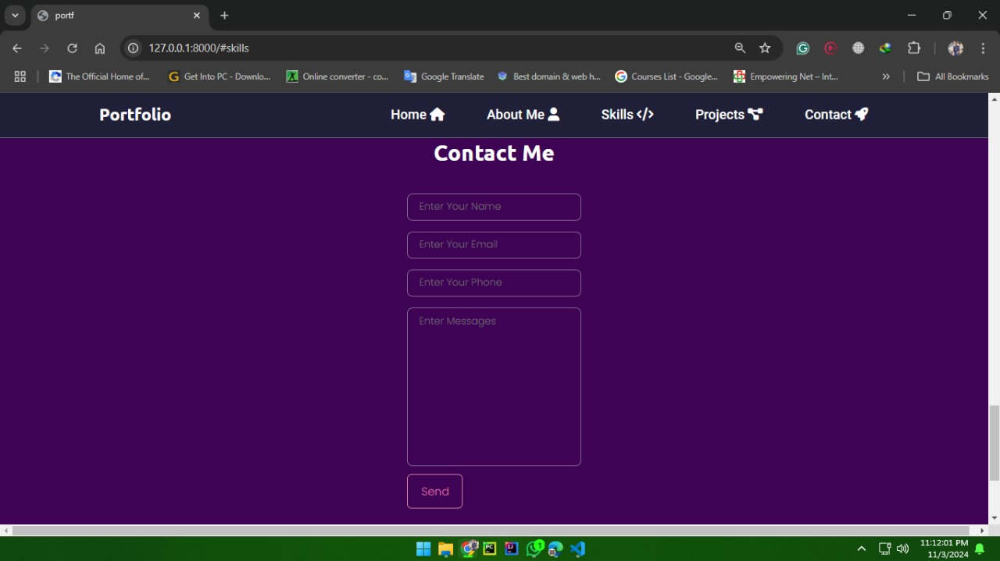 portf
127.0.0.1:8000/#skills
The Official Home of...
Get Into PC - Downlo...
Online converter - co...
Google Translate
Best domain & web h...
Courses List - Google...
Empowering Net – Int...
All Bookmarks
Portfolio
Home
About Me
Skills
Projects
Contact
Contact Me
Enter Your Name
Enter Your Email
Enter Your Phone
Enter Messages
Send
11:12:01 PM
11/3/2024